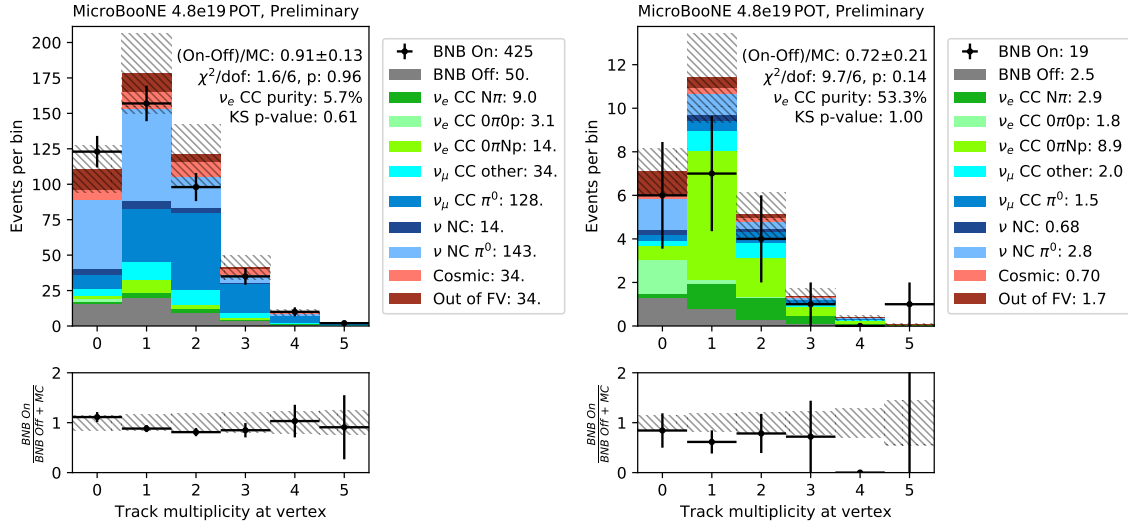 MicroBooNE 4.8e19 POT, Preliminary
(On-Off)/MC: 0.91±0.13
χ²/dof: 1.6/6, p: 0.96
νe CC purity: 5.7%
KS p-value: 0.61
Events per bin
200
175
150
125
100
75
50
25
0
0 1 2 3 4 5
BNB On: 425
BNB Off: 50.
νe CC Nπ: 9.0
νe CC 0π0p: 3.1
νe CC 0πNp: 14.
νμ CC other: 34.
νμ CC π⁰: 128.
ν NC: 14.
ν NC π⁰: 143.
Cosmic: 34.
Out of FV: 34.
BNB On
BNB Off + MC
2
1
0
0 1 2 3 4 5
Track multiplicity at vertex
MicroBooNE 4.8e19 POT, Preliminary
(On-Off)/MC: 0.72±0.21
χ²/dof: 9.7/6, p: 0.14
νe CC purity: 53.3%
KS p-value: 1.00
Events per bin
12
10
8
6
4
2
0
0 1 2 3 4 5
BNB On: 19
BNB Off: 2.5
νe CC Nπ: 2.9
νe CC 0π0p: 1.8
νe CC 0πNp: 8.9
νμ CC other: 2.0
νμ CC π⁰: 1.5
ν NC: 0.68
ν NC π⁰: 2.8
Cosmic: 0.70
Out of FV: 1.7
BNB On
BNB Off + MC
2
1
0
0 1 2 3 4 5
Track multiplicity at vertex